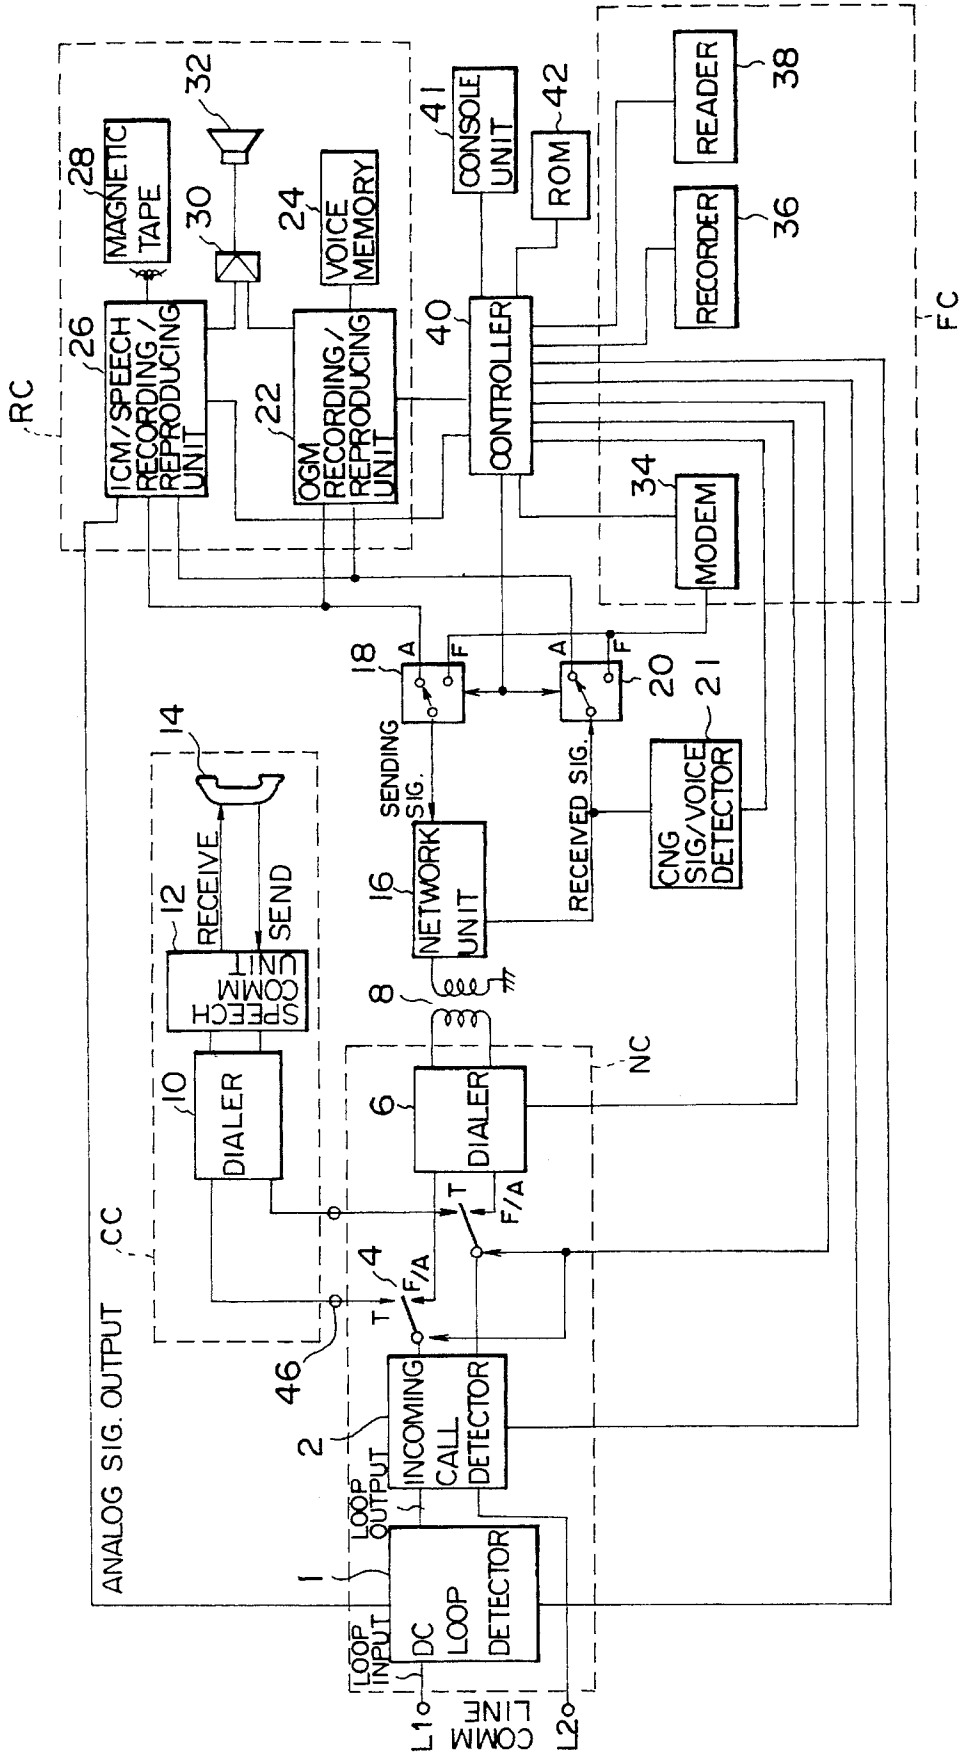 RC
28
MAGNETIC
TAPE
26
ICM/SPEECH
RECORDING/
REPRODUCING
UNIT
30
32
24
VOICE
MEMORY
22
OGM
RECORDING/
REPRODUCING
UNIT
41
CONSOLE
UNIT
42
ROM
40
CONTROLLER
READER
38
RECORDER
36
FC
34
MODEM
18
A
F
A
F
20
14
CC
12
RECEIVE
SEND
SPEECH
COMM
UNIT
10
DIALER
SENDING
SIG.
16
NETWORK
UNIT
RECEIVED SIG.
21
CNG
SIG/VOICE
DETECTOR
8
NC
6
DIALER
T
F/A
4
T
F/A
46
ANALOG SIG. OUTPUT
2
INCOMING
CALL
DETECTOR
LOOP
OUTPUT
1
DC
LOOP
DETECTOR
LOOP
INPUT
L1
COMM
LINE
L2